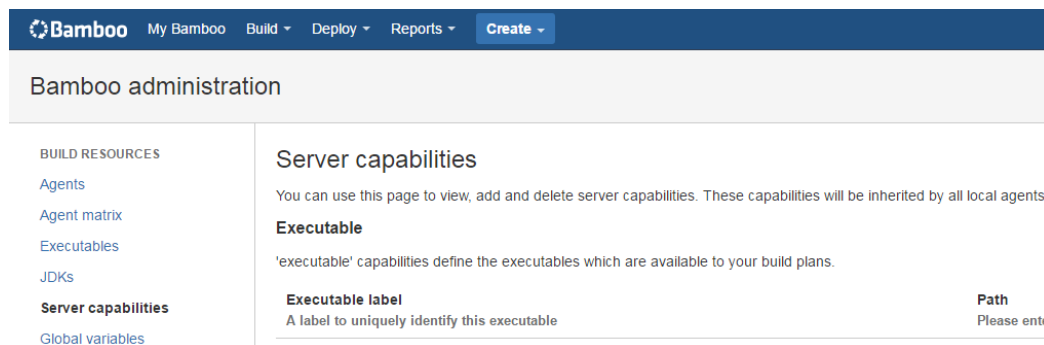 Bamboo My Bamboo Build Deploy Reports Create
Bamboo administration
BUILD RESOURCES
Agents
Agent matrix
Executables
JDKs
Server capabilities
Global variables
Server capabilities
You can use this page to view, add and delete server capabilities. These capabilities will be inherited by all local agents
Executable
'executable' capabilities define the executables which are available to your build plans.
Executable label Path
A label to uniquely identify this executable Please ente